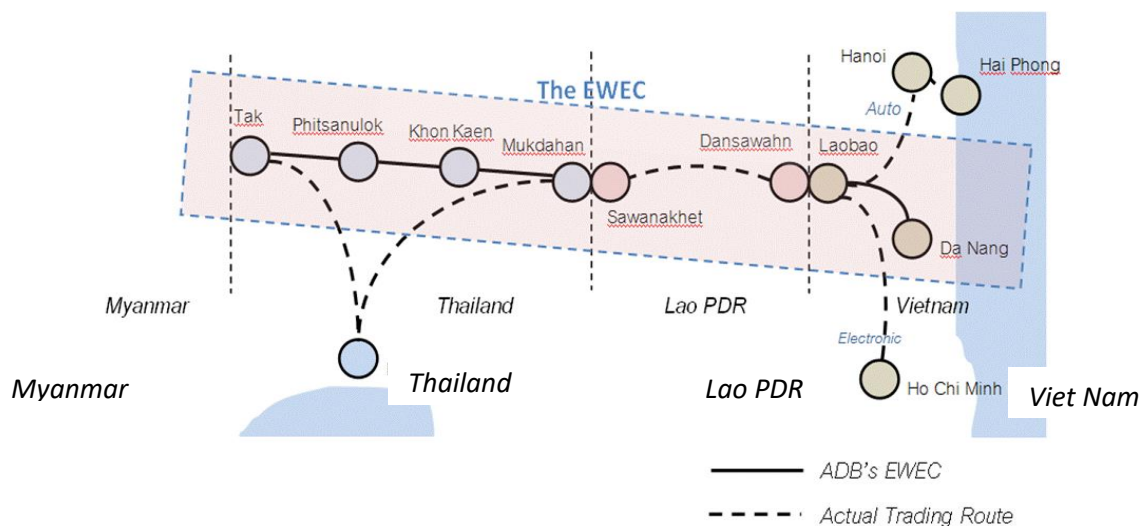 Hanoi
Hai Phong
The EWEC
Auto
Tak
Phitsanulok
Khon Kaen
Mukdahan
Dansawahn
Laobao
Sawanakhet
Da Nang
Myanmar
Thailand
Lao PDR
Vietnam
Electronic
Myanmar
Thailand
Lao PDR
Ho Chi Minh
Viet Nam
ADB's EWEC
Actual Trading Route